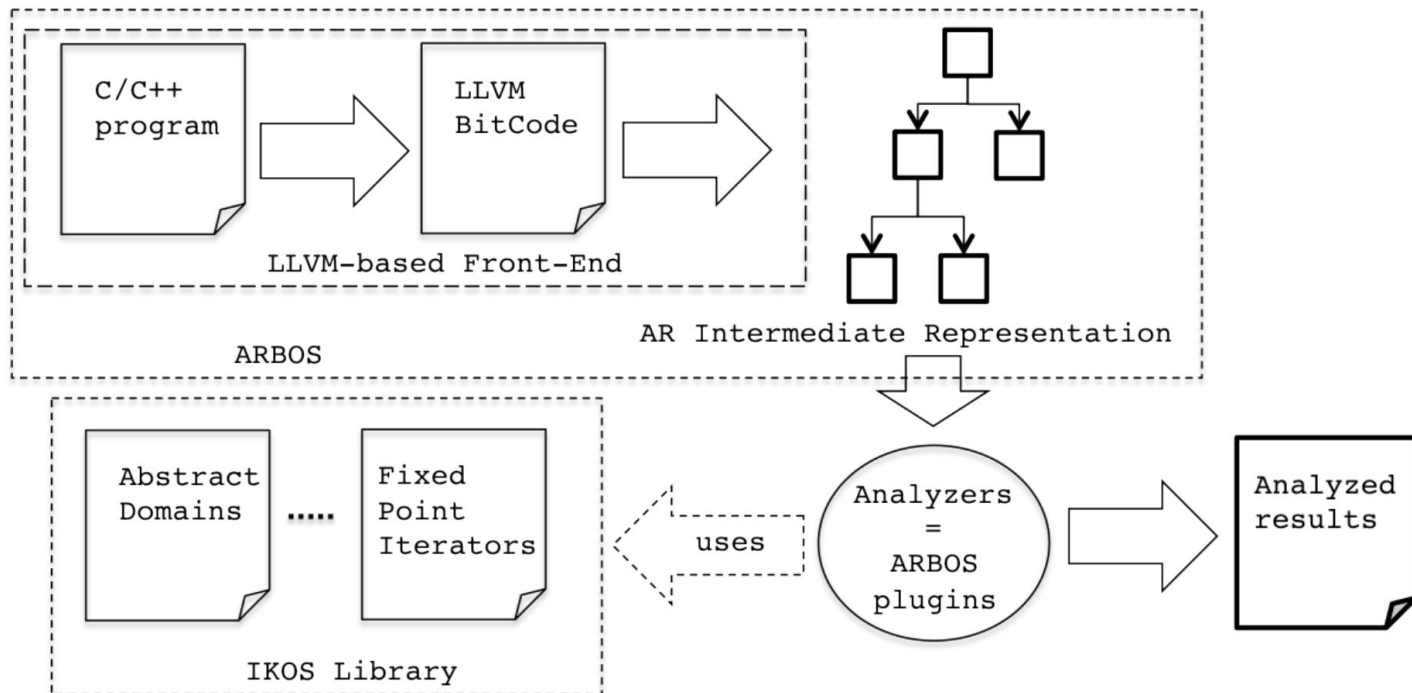 C/C++
program
LLVM
BitCode
LLVM-based Front-End
AR Intermediate Representation
ARBOS
Abstract
Domains
.....
Fixed
Point
Iterators
IKOS Library
uses
Analyzers
=
ARBOS
plugins
Analyzed
results